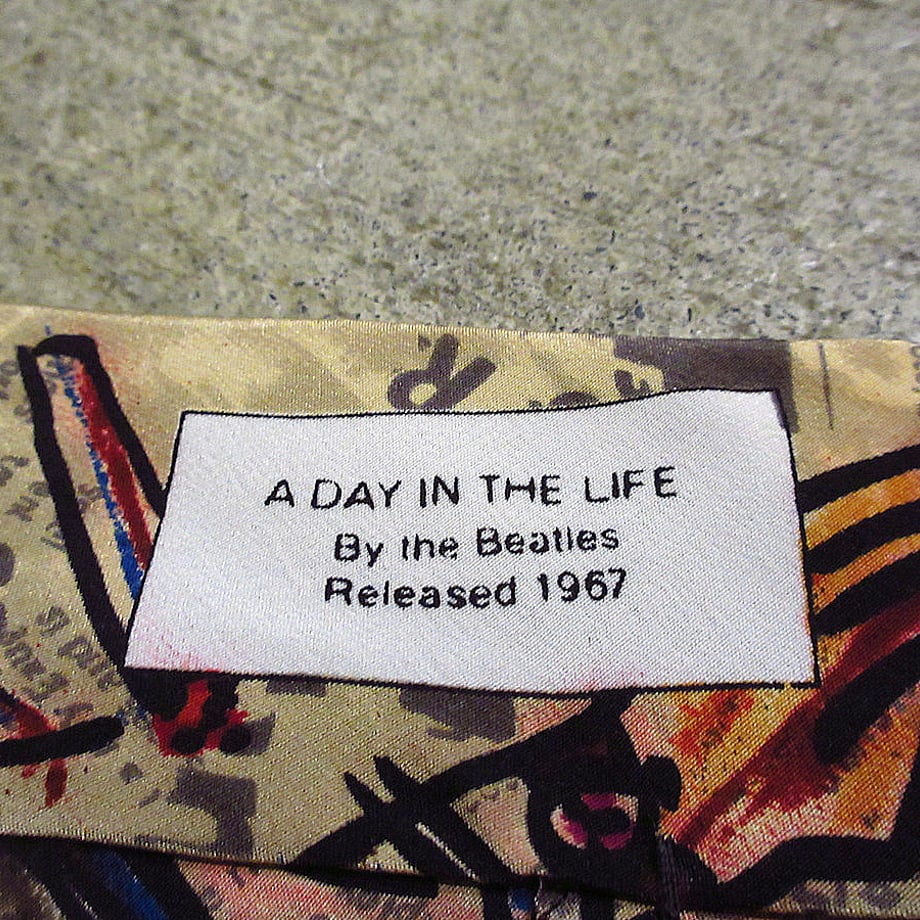 A DAY IN THE LIFE
By the Beatles
Released 1967